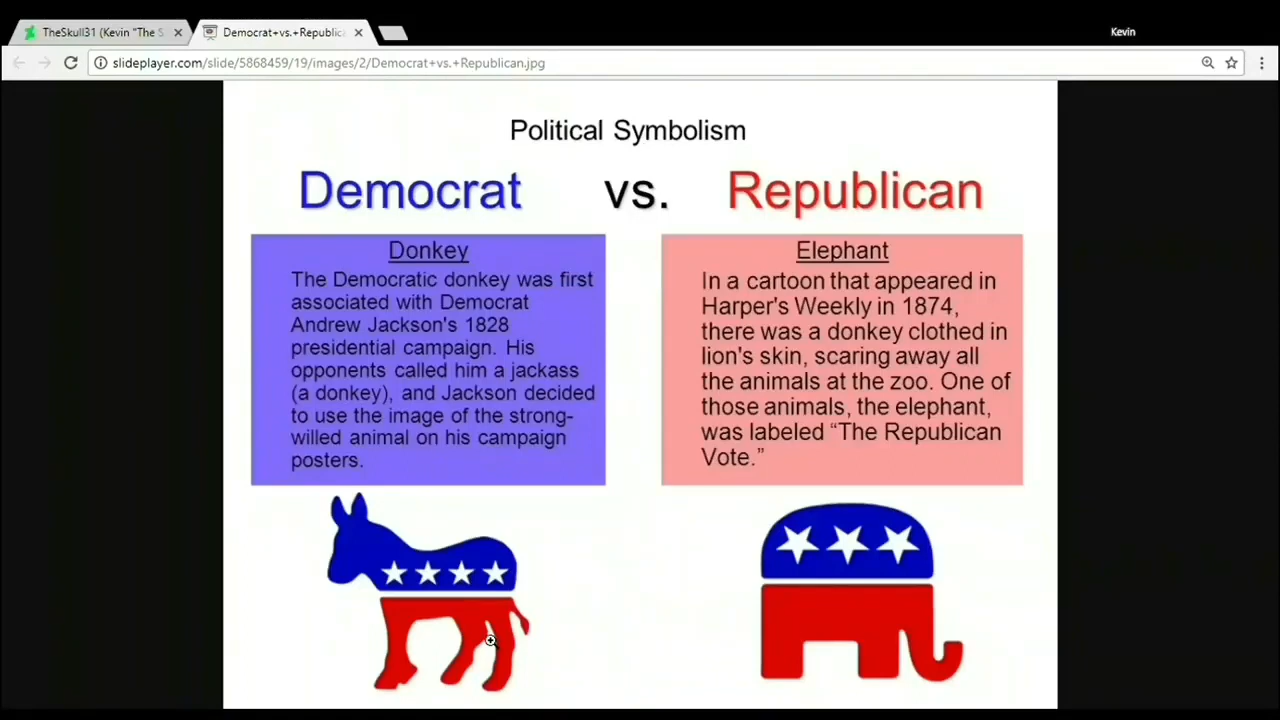 TheSkull31 (Kevin "The S
Democrat+vs.+Republica
Kevin
slideplayer.com/slide/5868459/19/images/2/Democrat+vs.+Republican.jpg
Political Symbolism
Democrat vs. Republican
Donkey
The Democratic donkey was first
associated with Democrat
Andrew Jackson's 1828
presidential campaign. His
opponents called him a jackass
(a donkey), and Jackson decided
to use the image of the strong-
willed animal on his campaign
posters.
Elephant
In a cartoon that appeared in
Harper's Weekly in 1874,
there was a donkey clothed in
lion's skin, scaring away all
the animals at the zoo. One of
those animals, the elephant,
was labeled “The Republican
Vote.”